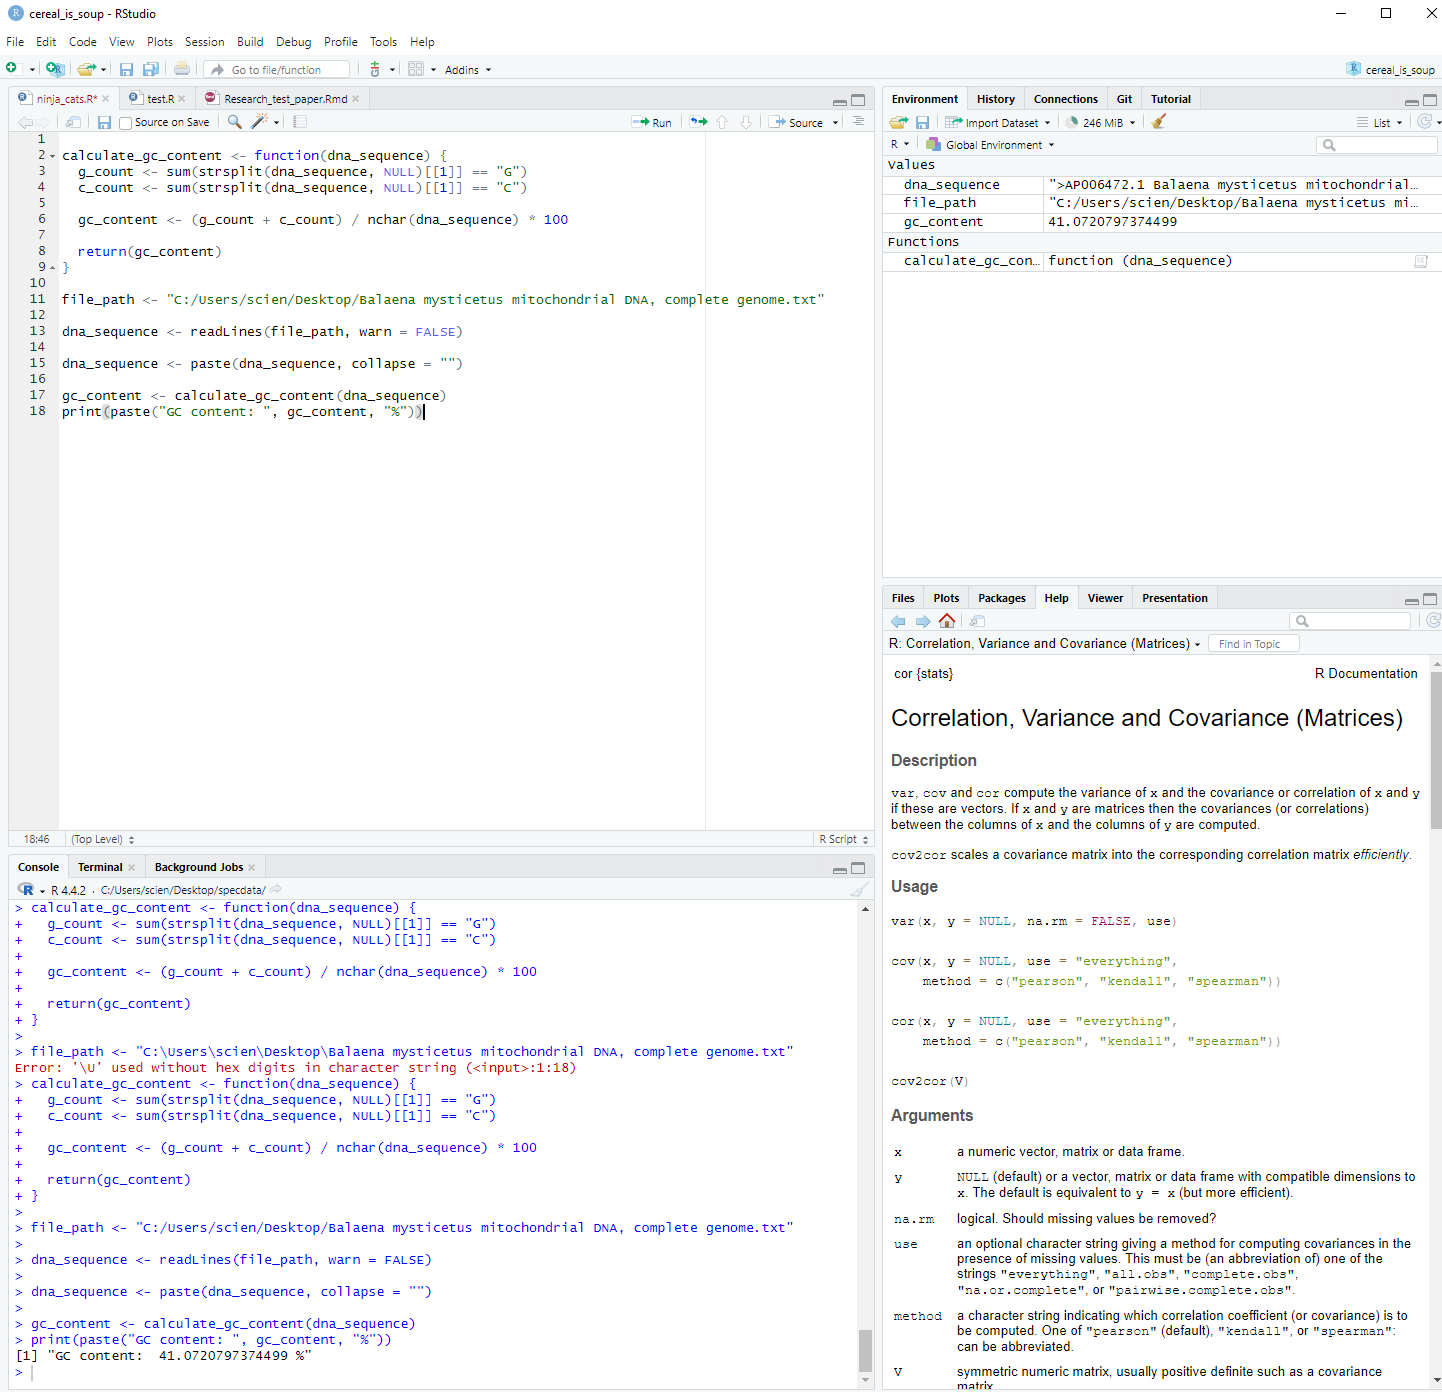 cereal_is_soup - RStudio
File Edit Code View Plots Session Build Debug Profile Tools Help
Go to file/function Addins cereal_is_soup
ninja_cats.R* test.R Research_test_paper.Rmd
Source on Save Run Source
1
2 calculate_gc_content <- function(dna_sequence) {
3 g_count <- sum(strsplit(dna_sequence, NULL)[[1]] == "G")
4 c_count <- sum(strsplit(dna_sequence, NULL)[[1]] == "C")
5
6 gc_content <- (g_count + c_count) / nchar(dna_sequence) * 100
7
8 return(gc_content)
9 }
10
11 file_path <- "C:/Users/scien/Desktop/Balaena mysticetus mitochondrial DNA, complete genome.txt"
12
13 dna_sequence <- readLines(file_path, warn = FALSE)
14
15 dna_sequence <- paste(dna_sequence, collapse = "")
16
17 gc_content <- calculate_gc_content(dna_sequence)
18 print(paste("GC content: ", gc_content, "%"))
18:46 (Top Level) R Script
Console Terminal Background Jobs
R 4.4.2 · C:/Users/scien/Desktop/specdata/
> calculate_gc_content <- function(dna_sequence) {
+ g_count <- sum(strsplit(dna_sequence, NULL)[[1]] == "G")
+ c_count <- sum(strsplit(dna_sequence, NULL)[[1]] == "C")
+
+ gc_content <- (g_count + c_count) / nchar(dna_sequence) * 100
+
+ return(gc_content)
+ }
>
> file_path <- "C:\Users\scien\Desktop\Balaena mysticetus mitochondrial DNA, complete genome.txt"
Error: '\U' used without hex digits in character string (<input>:1:18)
> calculate_gc_content <- function(dna_sequence) {
+ g_count <- sum(strsplit(dna_sequence, NULL)[[1]] == "G")
+ c_count <- sum(strsplit(dna_sequence, NULL)[[1]] == "C")
+
+ gc_content <- (g_count + c_count) / nchar(dna_sequence) * 100
+
+ return(gc_content)
+ }
>
> file_path <- "C:/Users/scien/Desktop/Balaena mysticetus mitochondrial DNA, complete genome.txt"
>
> dna_sequence <- readLines(file_path, warn = FALSE)
>
> dna_sequence <- paste(dna_sequence, collapse = "")
>
> gc_content <- calculate_gc_content(dna_sequence)
> print(paste("GC content: ", gc_content, "%"))
[1] "GC content:  41.0720797374499 %"
>
Environment History Connections Git Tutorial
Import Dataset 246 MiB List
R Global Environment
Values
dna_sequence ">AP006472.1 Balaena mysticetus mitochondrial…
file_path "C:/Users/scien/Desktop/Balaena mysticetus mi…
gc_content 41.0720797374499
Functions
calculate_gc_con… function (dna_sequence)
Files Plots Packages Help Viewer Presentation
R: Correlation, Variance and Covariance (Matrices) Find in Topic
cor {stats} R Documentation
Correlation, Variance and Covariance (Matrices)
Description
var, cov and cor compute the variance of x and the covariance or correlation of x and y
if these are vectors. If x and y are matrices then the covariances (or correlations)
between the columns of x and the columns of y are computed.
cov2cor scales a covariance matrix into the corresponding correlation matrix efficiently.
Usage
var(x, y = NULL, na.rm = FALSE, use)
cov(x, y = NULL, use = "everything",
method = c("pearson", "kendall", "spearman"))
cor(x, y = NULL, use = "everything",
method = c("pearson", "kendall", "spearman"))
cov2cor(V)
Arguments
x a numeric vector, matrix or data frame.
y NULL (default) or a vector, matrix or data frame with compatible dimensions to
x. The default is equivalent to y = x (but more efficient).
na.rm logical. Should missing values be removed?
use an optional character string giving a method for computing covariances in the
presence of missing values. This must be (an abbreviation of) one of the
strings "everything", "all.obs", "complete.obs",
"na.or.complete", or "pairwise.complete.obs".
method a character string indicating which correlation coefficient (or covariance) is to
be computed. One of "pearson" (default), "kendall", or "spearman":
can be abbreviated.
V symmetric numeric matrix, usually positive definite such as a covariance
matrix